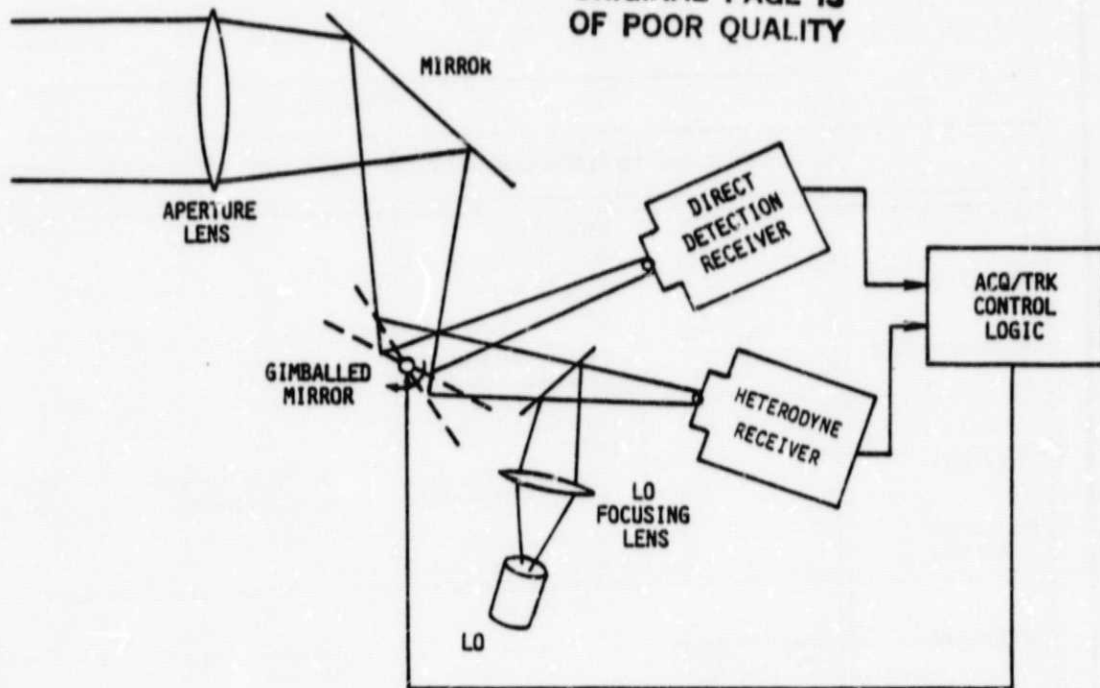 OF POOR QUALITY
MIRROR
APERTURE
LENS
DIRECT
DETECTION
RECEIVER
ACQ/TRK
CONTROL
LOGIC
GIMBALLED
MIRROR
HETERODYNE
RECEIVER
LO
FOCUSING
LENS
LO